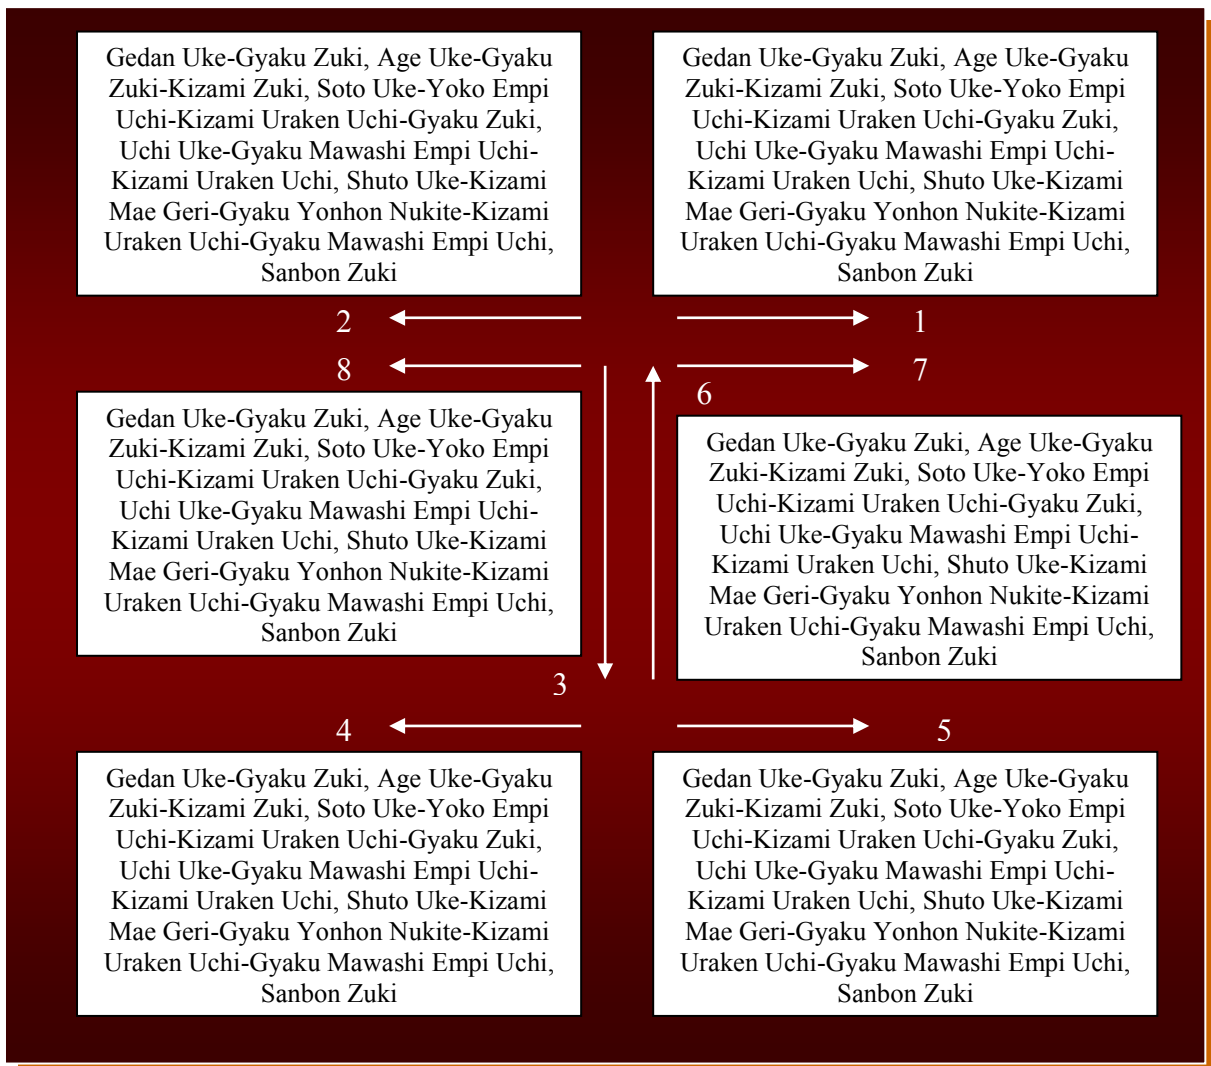 Gedan Uke-Gyaku Zuki, Age Uke-Gyaku
Zuki-Kizami Zuki, Soto Uke-Yoko Empi
Uchi-Kizami Uraken Uchi-Gyaku Zuki,
Uchi Uke-Gyaku Mawashi Empi Uchi-
Kizami Uraken Uchi, Shuto Uke-Kizami
Mae Geri-Gyaku Yonhon Nukite-Kizami
Uraken Uchi-Gyaku Mawashi Empi Uchi,
Sanbon Zuki
Gedan Uke-Gyaku Zuki, Age Uke-Gyaku
Zuki-Kizami Zuki, Soto Uke-Yoko Empi
Uchi-Kizami Uraken Uchi-Gyaku Zuki,
Uchi Uke-Gyaku Mawashi Empi Uchi-
Kizami Uraken Uchi, Shuto Uke-Kizami
Mae Geri-Gyaku Yonhon Nukite-Kizami
Uraken Uchi-Gyaku Mawashi Empi Uchi,
Sanbon Zuki
2
1
8
7
6
Gedan Uke-Gyaku Zuki, Age Uke-Gyaku
Zuki-Kizami Zuki, Soto Uke-Yoko Empi
Uchi-Kizami Uraken Uchi-Gyaku Zuki,
Uchi Uke-Gyaku Mawashi Empi Uchi-
Kizami Uraken Uchi, Shuto Uke-Kizami
Mae Geri-Gyaku Yonhon Nukite-Kizami
Uraken Uchi-Gyaku Mawashi Empi Uchi,
Sanbon Zuki
Gedan Uke-Gyaku Zuki, Age Uke-Gyaku
Zuki-Kizami Zuki, Soto Uke-Yoko Empi
Uchi-Kizami Uraken Uchi-Gyaku Zuki,
Uchi Uke-Gyaku Mawashi Empi Uchi-
Kizami Uraken Uchi, Shuto Uke-Kizami
Mae Geri-Gyaku Yonhon Nukite-Kizami
Uraken Uchi-Gyaku Mawashi Empi Uchi,
Sanbon Zuki
3
4
5
Gedan Uke-Gyaku Zuki, Age Uke-Gyaku
Zuki-Kizami Zuki, Soto Uke-Yoko Empi
Uchi-Kizami Uraken Uchi-Gyaku Zuki,
Uchi Uke-Gyaku Mawashi Empi Uchi-
Kizami Uraken Uchi, Shuto Uke-Kizami
Mae Geri-Gyaku Yonhon Nukite-Kizami
Uraken Uchi-Gyaku Mawashi Empi Uchi,
Sanbon Zuki
Gedan Uke-Gyaku Zuki, Age Uke-Gyaku
Zuki-Kizami Zuki, Soto Uke-Yoko Empi
Uchi-Kizami Uraken Uchi-Gyaku Zuki,
Uchi Uke-Gyaku Mawashi Empi Uchi-
Kizami Uraken Uchi, Shuto Uke-Kizami
Mae Geri-Gyaku Yonhon Nukite-Kizami
Uraken Uchi-Gyaku Mawashi Empi Uchi,
Sanbon Zuki